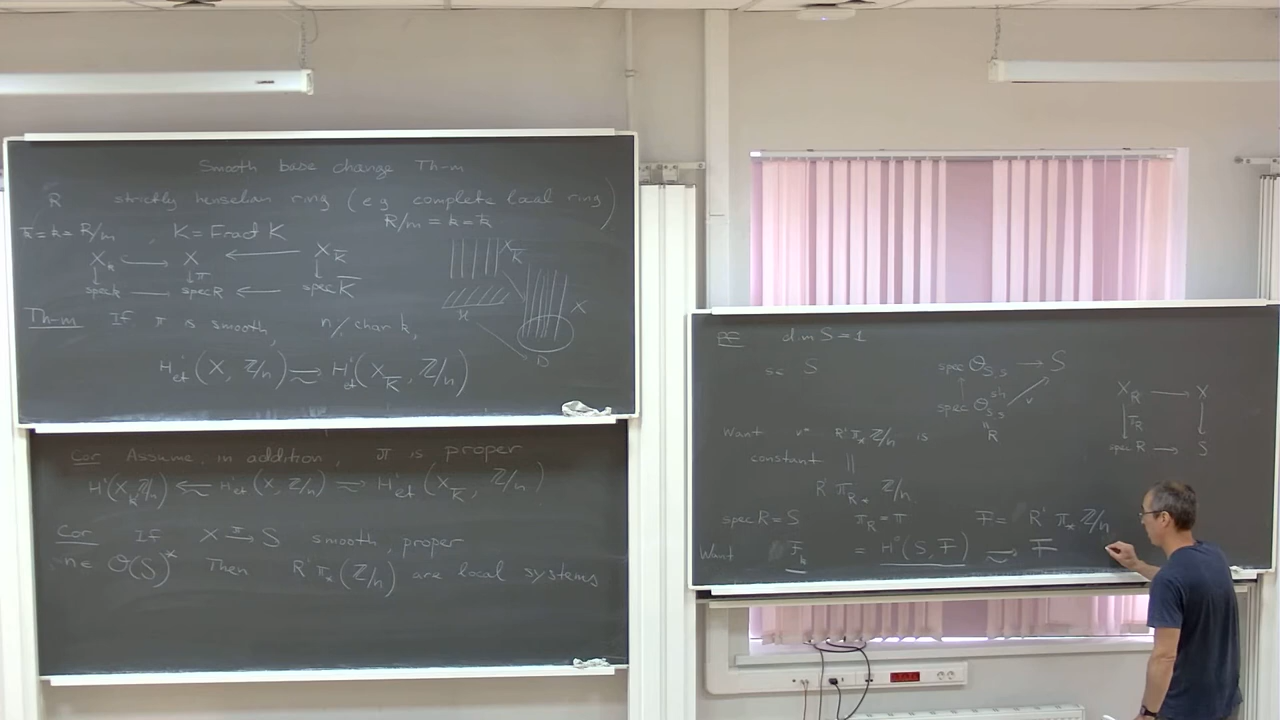 Smooth base change Th-m
R strictly henselian ring (e.g complete local ring)
R/m = k = k̄
k̄ = k = R/m , K = Frad K
X_k → X ← X_K̄
↓ ↓π ↓
spec k — spec R ← spec K̄
X_K̄
X
D
Th-m If π is smooth, n/char k,
H^i_et(X, ℤ/n) ⥲ H^i_et(X_K̄, ℤ/n)
Cor Assume, in addition, π is proper
H^i(X_k, ℤ/n) ⥳ H^i_et(X, ℤ/n) ⥲ H^i_et(X_K̄, ℤ/n)
Cor If X →^π S smooth, proper
n ∈ O(S)^* Then R^i π_*(ℤ/n) are local systems
PF dim S = 1
s ∈ S
spec O_{S,s} → S
spec O^{sh}_{S,s} v
"
R
X_R → X
↓π_R ↓
spec R → S
Want v^* R^i π_* ℤ/n is
constant ||
R^i π_{R*} ℤ/n
spec R = S π_R = π F = R^i π_* ℤ/n
Want F_k = H^0(S, F) ⥲ F